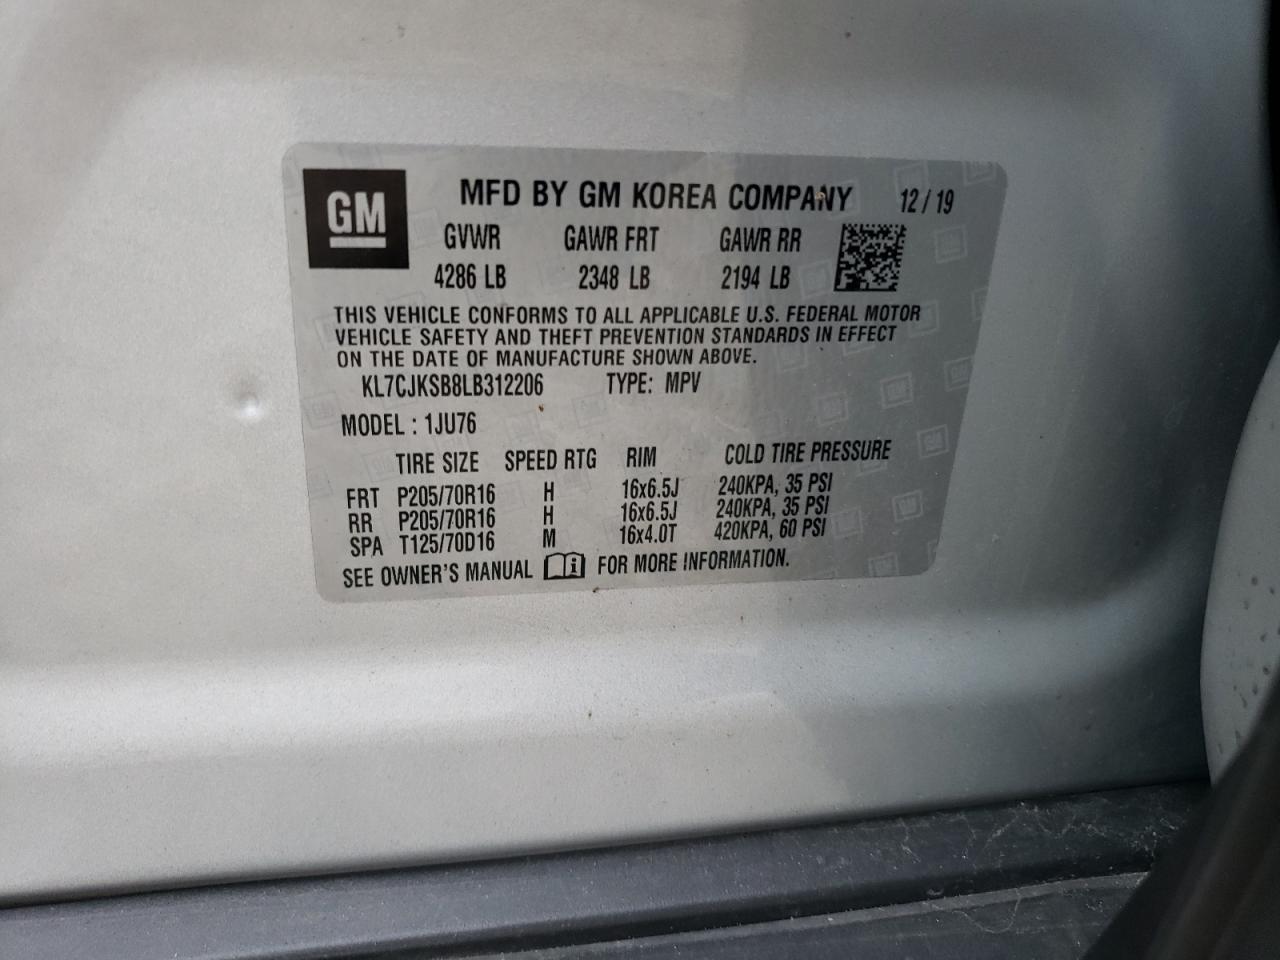 GM MFD BY GM KOREA COMPANY 12/19
GVWR GAWR FRT GAWR RR
4286 LB 2348 LB 2194 LB
THIS VEHICLE CONFORMS TO ALL APPLICABLE U.S. FEDERAL MOTOR
VEHICLE SAFETY AND THEFT PREVENTION STANDARDS IN EFFECT
ON THE DATE OF MANUFACTURE SHOWN ABOVE.
KL7CJKSB8LB312206 TYPE: MPV
MODEL : 1JU76
TIRE SIZE SPEED RTG RIM COLD TIRE PRESSURE
FRT P205/70R16 H 16x6.5J 240KPA, 35 PSI
RR P205/70R16 H 16x6.5J 240KPA, 35 PSI
SPA T125/70D16 M 16x4.0T 420KPA, 60 PSI
SEE OWNER'S MANUAL i FOR MORE INFORMATION.